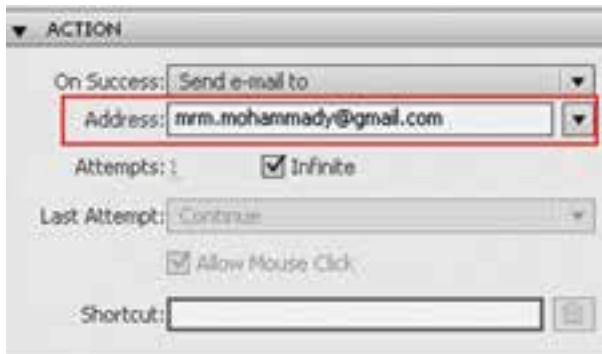 ACTION
On Success: Send e-mail to
Address: mrm.mohammady@gmail.com
Attempts: 1 Infinite
Last Attempt: Continue
Allow Mouse Click
Shortcut: